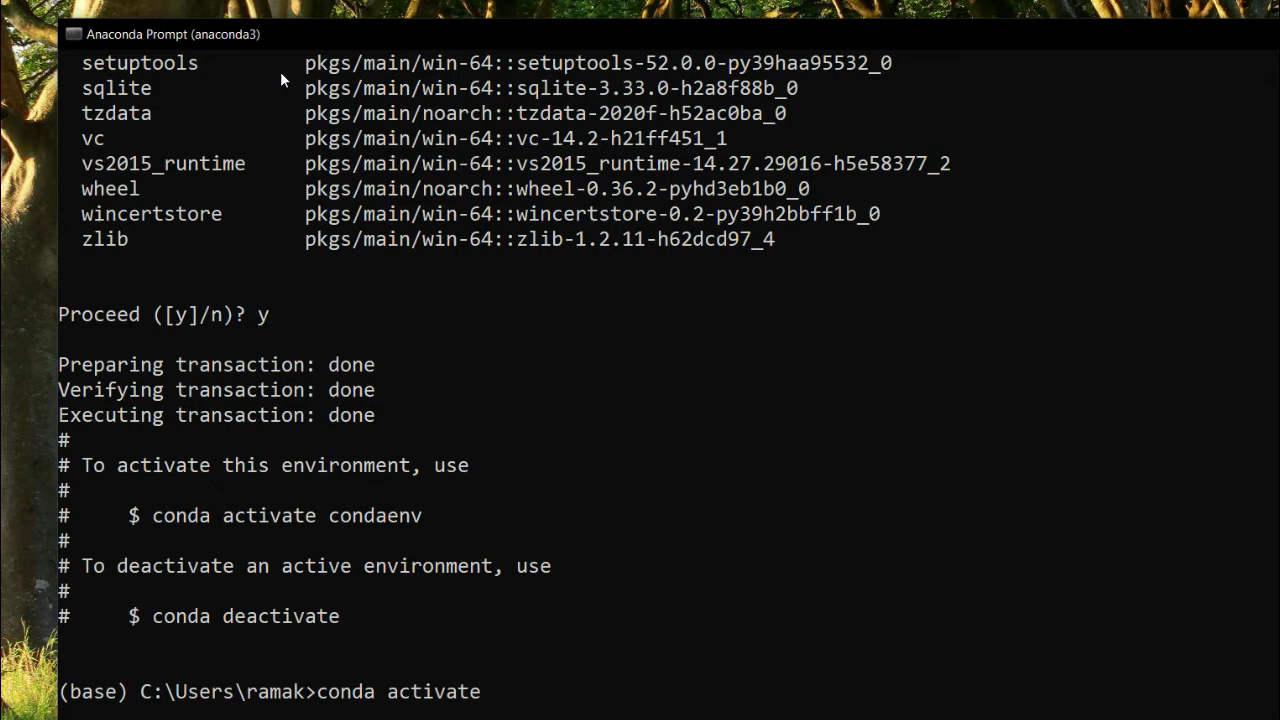 Anaconda Prompt (anaconda3)
setuptools pkgs/main/win-64::setuptools-52.0.0-py39haa95532_0
sqlite pkgs/main/win-64::sqlite-3.33.0-h2a8f88b_0
tzdata pkgs/main/noarch::tzdata-2020f-h52ac0ba_0
vc pkgs/main/win-64::vc-14.2-h21ff451_1
vs2015_runtime pkgs/main/win-64::vs2015_runtime-14.27.29016-h5e58377_2
wheel pkgs/main/noarch::wheel-0.36.2-pyhd3eb1b0_0
wincertstore pkgs/main/win-64::wincertstore-0.2-py39h2bbff1b_0
zlib pkgs/main/win-64::zlib-1.2.11-h62dcd97_4
Proceed ([y]/n)? y
Preparing transaction: done
Verifying transaction: done
Executing transaction: done
#
# To activate this environment, use
#
# $ conda activate condaenv
#
# To deactivate an active environment, use
#
# $ conda deactivate
(base) C:\Users\ramak>conda activate